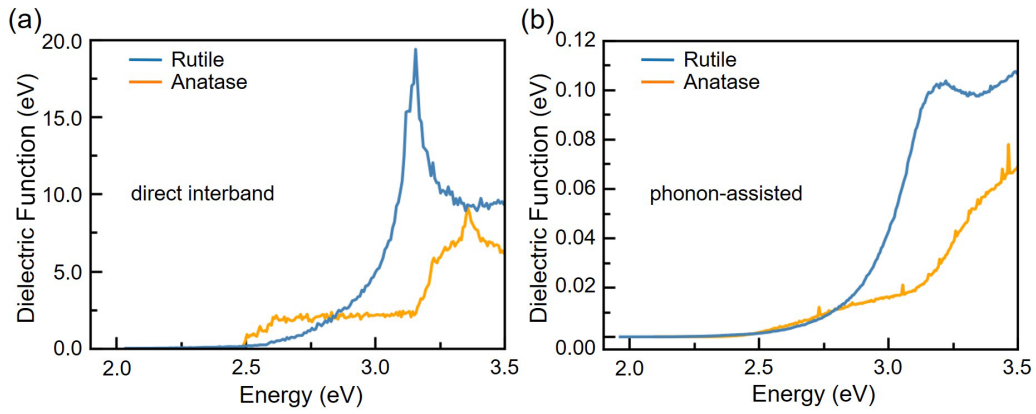 (a)
20.0
15.0
10.0
5.0
0.0
Dielectric Function (eV)
Rutile
Anatase
direct interband
2.0 2.5 3.0 3.5
Energy (eV)
(b)
0.12
0.10
0.08
0.06
0.04
0.02
0.00
Dielectric Function (eV)
Rutile
Anatase
phonon-assisted
2.0 2.5 3.0 3.5
Energy (eV)